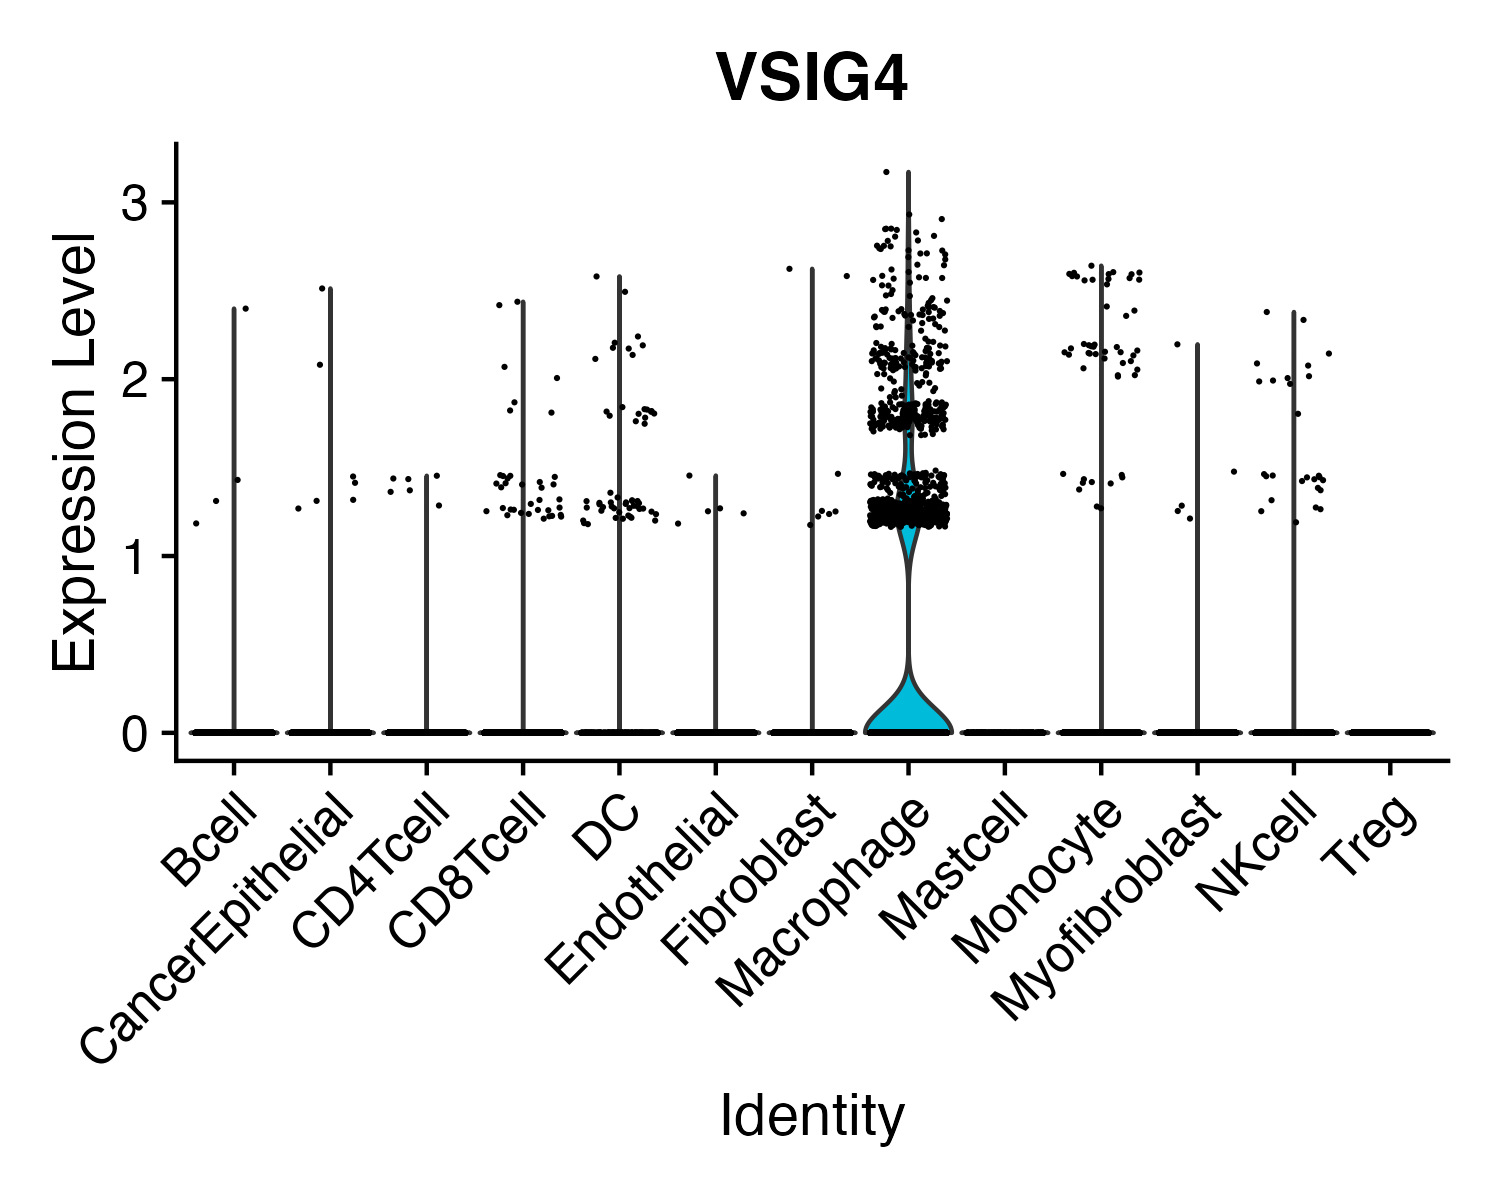 VSIG4
Expression Level
3
2
1
0
Bcell
CancerEpithelial
CD4Tcell
CD8Tcell
DC
Endothelial
Fibroblast
Macrophage
Mastcell
Monocyte
Myofibroblast
NKcell
Treg
Identity